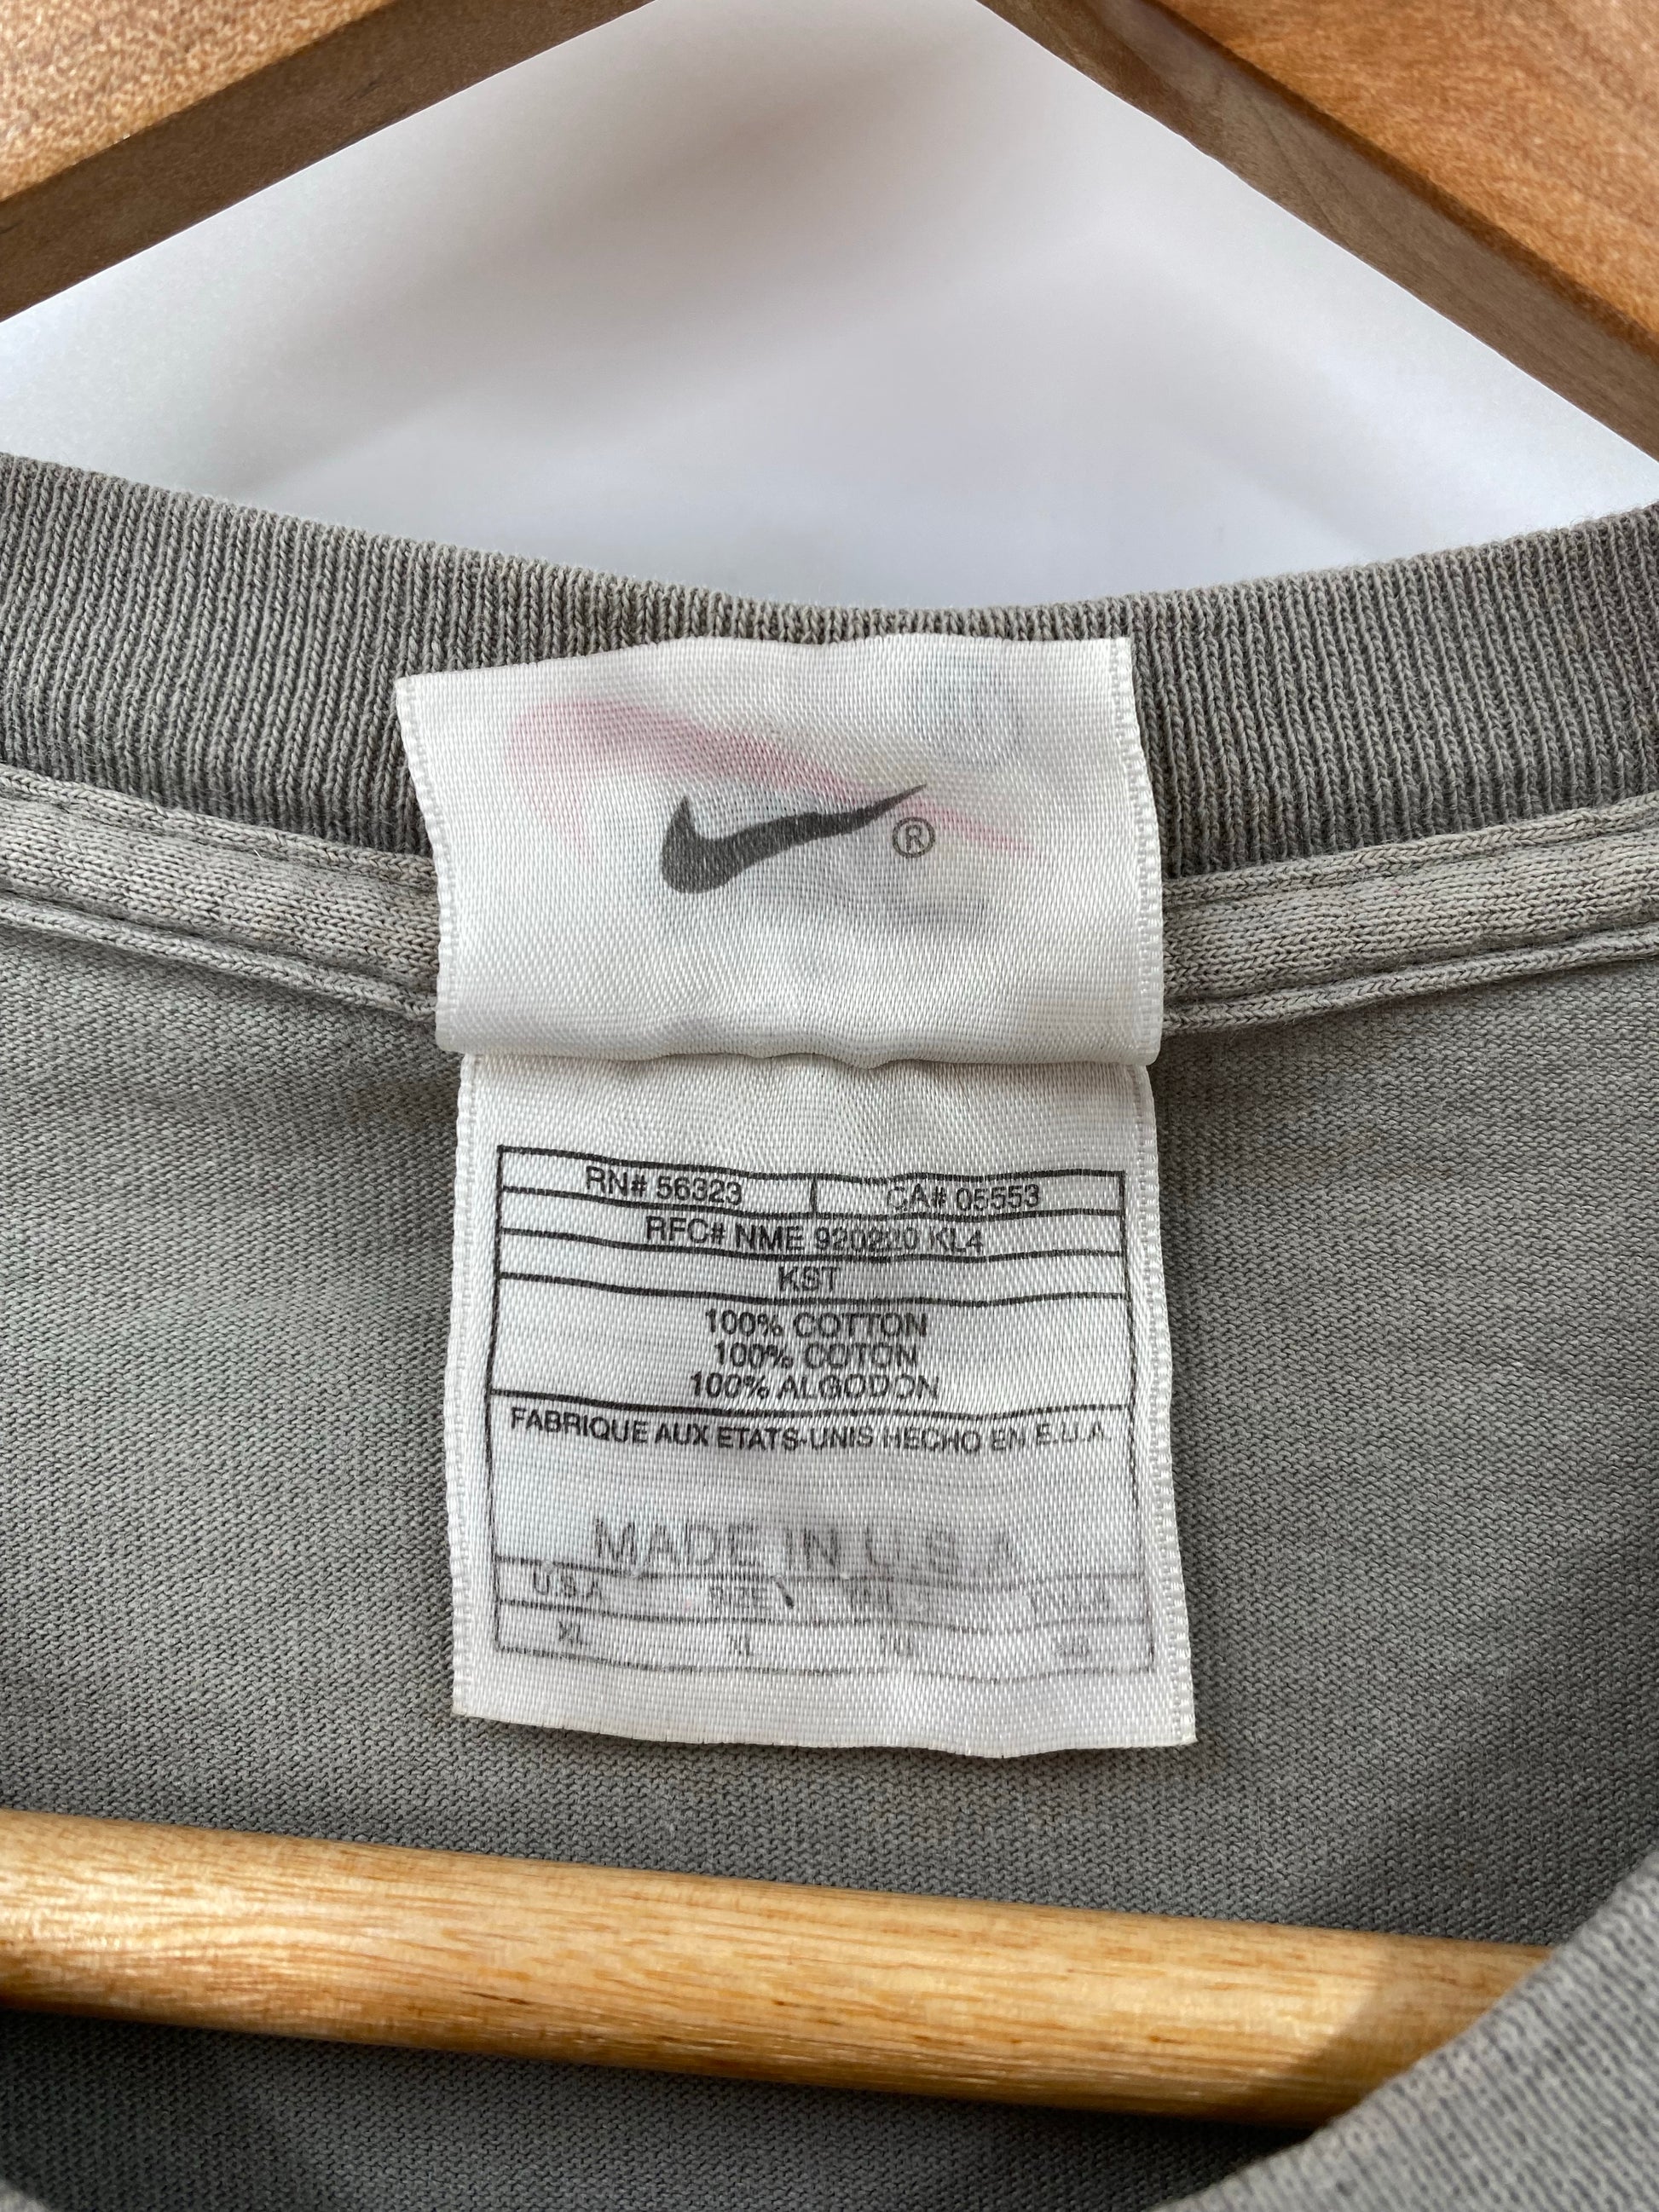 ®
RN# 56323 CA# 05553
RFC# NME 920220 KL4
KST
100% COTTON
100% COTON
100% ALGODON
FABRIQUE AUX ETATS-UNIS HECHO EN E.U.A
MADE IN U.S.A
U.S.A SIZE
XL